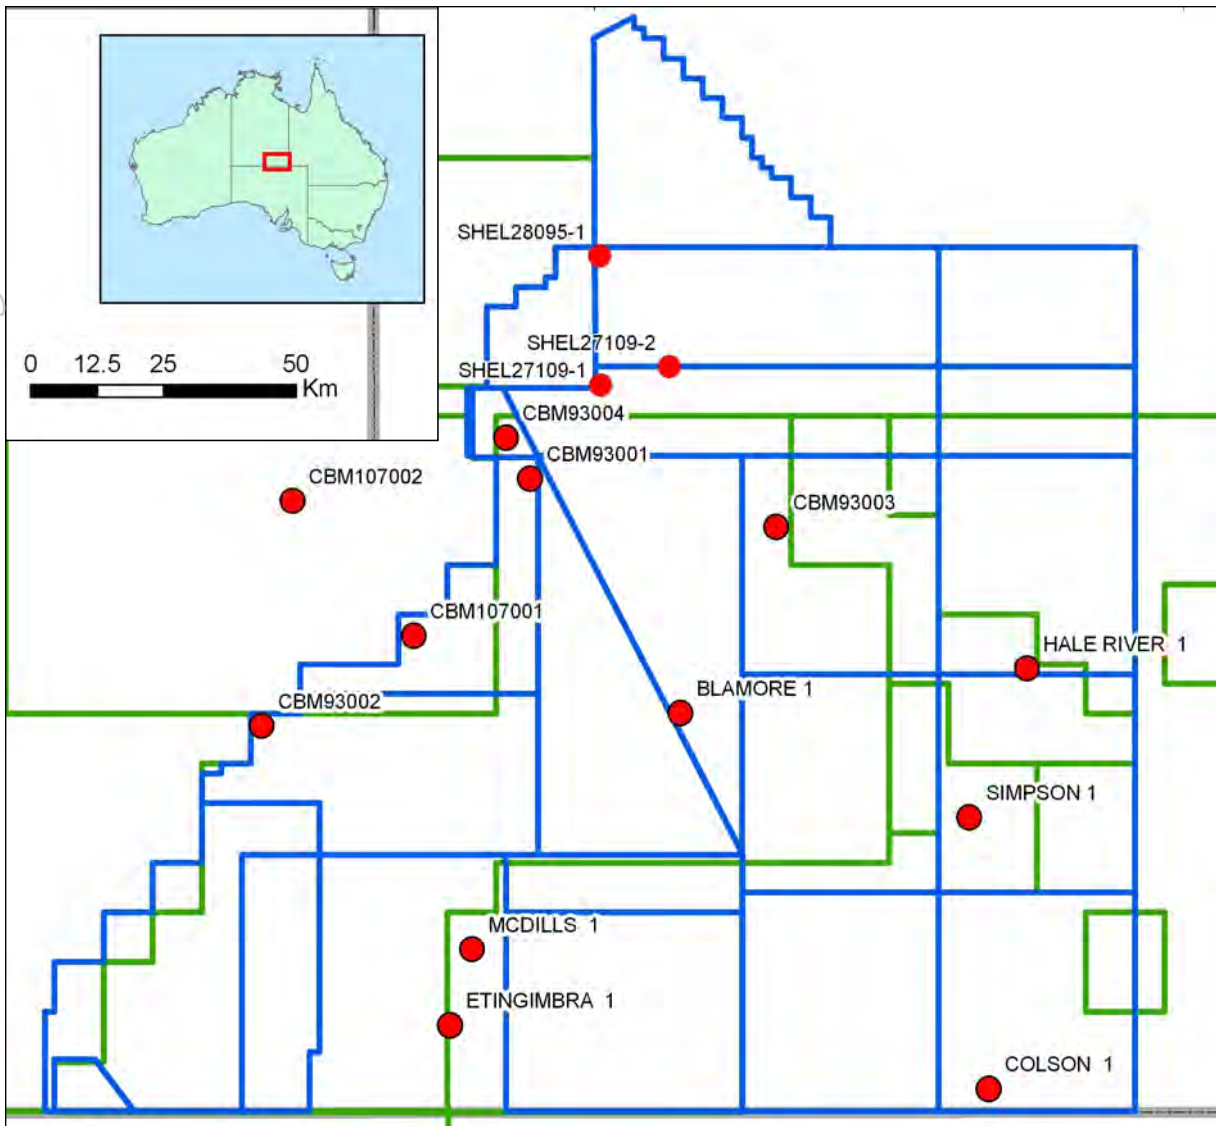 SHEL28095-1
SHEL27109-2
0 12.5 25 50
Km
SHEL27109-1
CBM93004
CBM93001
CBM107002
CBM93003
CBM107001
HALE RIVER 1
BLAMORE 1
CBM93002
SIMPSON 1
MCDILLS 1
ETINGIMBRA 1
COLSON 1